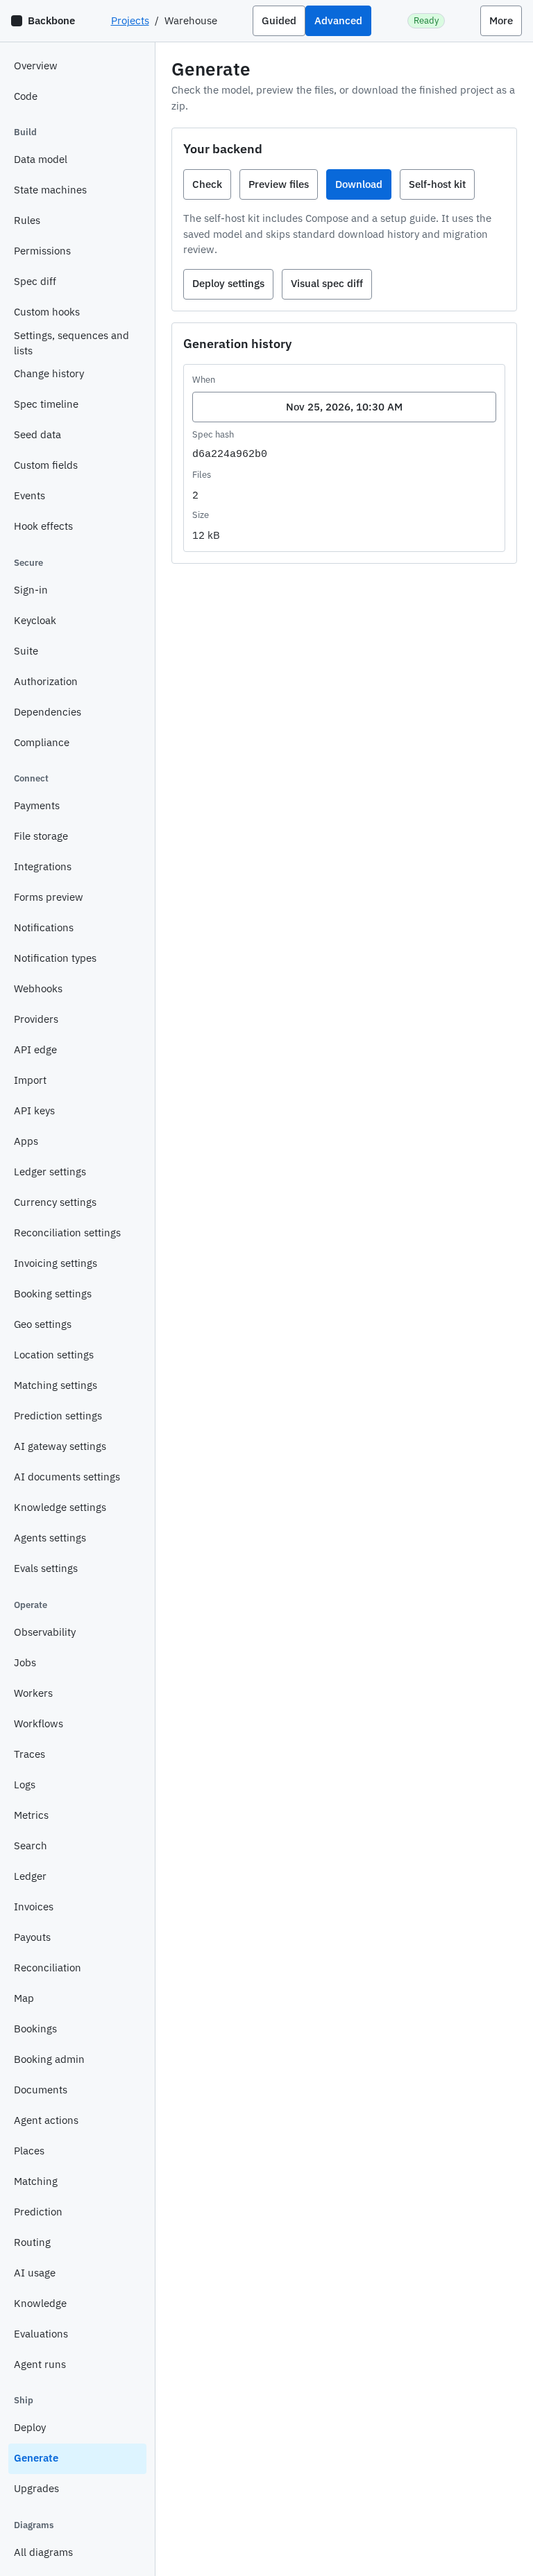 Backbone
Projects / Warehouse
Guided
Advanced
Ready
More
Overview
Code
Build
Data model
State machines
Rules
Permissions
Spec diff
Custom hooks
Settings, sequences and
lists
Change history
Spec timeline
Seed data
Custom fields
Events
Hook effects
Secure
Sign-in
Keycloak
Suite
Authorization
Dependencies
Compliance
Connect
Payments
File storage
Integrations
Forms preview
Notifications
Notification types
Webhooks
Providers
API edge
Import
API keys
Apps
Ledger settings
Currency settings
Reconciliation settings
Invoicing settings
Booking settings
Geo settings
Location settings
Matching settings
Prediction settings
AI gateway settings
AI documents settings
Knowledge settings
Agents settings
Evals settings
Operate
Observability
Jobs
Workers
Workflows
Traces
Logs
Metrics
Search
Ledger
Invoices
Payouts
Reconciliation
Map
Bookings
Booking admin
Documents
Agent actions
Places
Matching
Prediction
Routing
AI usage
Knowledge
Evaluations
Agent runs
Ship
Deploy
Generate
Upgrades
Diagrams
All diagrams
Generate
Check the model, preview the files, or download the finished project as a
zip.
Your backend
Check
Preview files
Download
Self-host kit
The self-host kit includes Compose and a setup guide. It uses the
saved model and skips standard download history and migration
review.
Deploy settings
Visual spec diff
Generation history
When
Nov 25, 2026, 10:30 AM
Spec hash
d6a224a962b0
Files
2
Size
12 kB